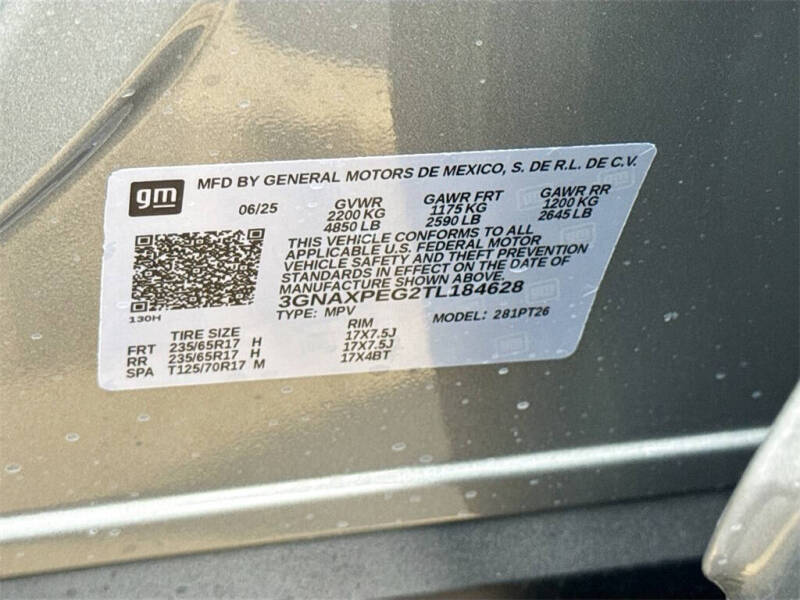 gm MFD BY GENERAL MOTORS DE MEXICO, S. DE R.L. DE C.V.
06/25 GVWR GAWR FRT GAWR RR
2200 KG 1175 KG 1200 KG
4850 LB 2590 LB 2645 LB
THIS VEHICLE CONFORMS TO ALL
APPLICABLE U.S. FEDERAL MOTOR
VEHICLE SAFETY AND THEFT PREVENTION
STANDARDS IN EFFECT ON THE DATE OF
MANUFACTURE SHOWN ABOVE.
3GNAXPEG2TL184628
TYPE: MPV MODEL: 281PT26
27
130H
TIRE SIZE RIM
FRT 235/65R17 H 17X7.5J
RR 235/65R17 H 17X7.5J
SPA T125/70R17 M 17X4BT